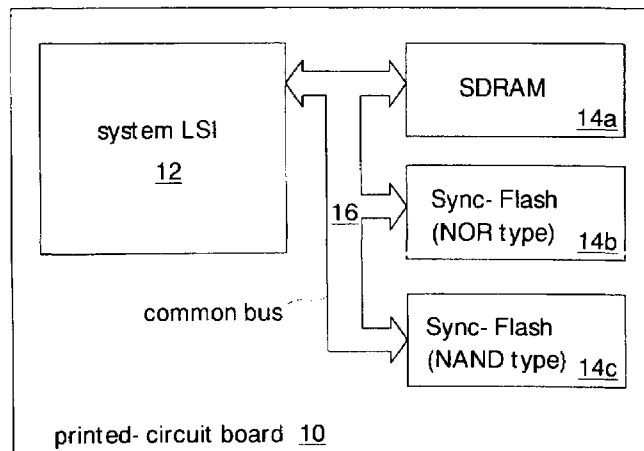 system LSI
12
SDRAM
14a
16
Sync- Flash
(NOR type)
14b
common bus
Sync- Flash
(NAND type)
14c
printed- circuit board 10